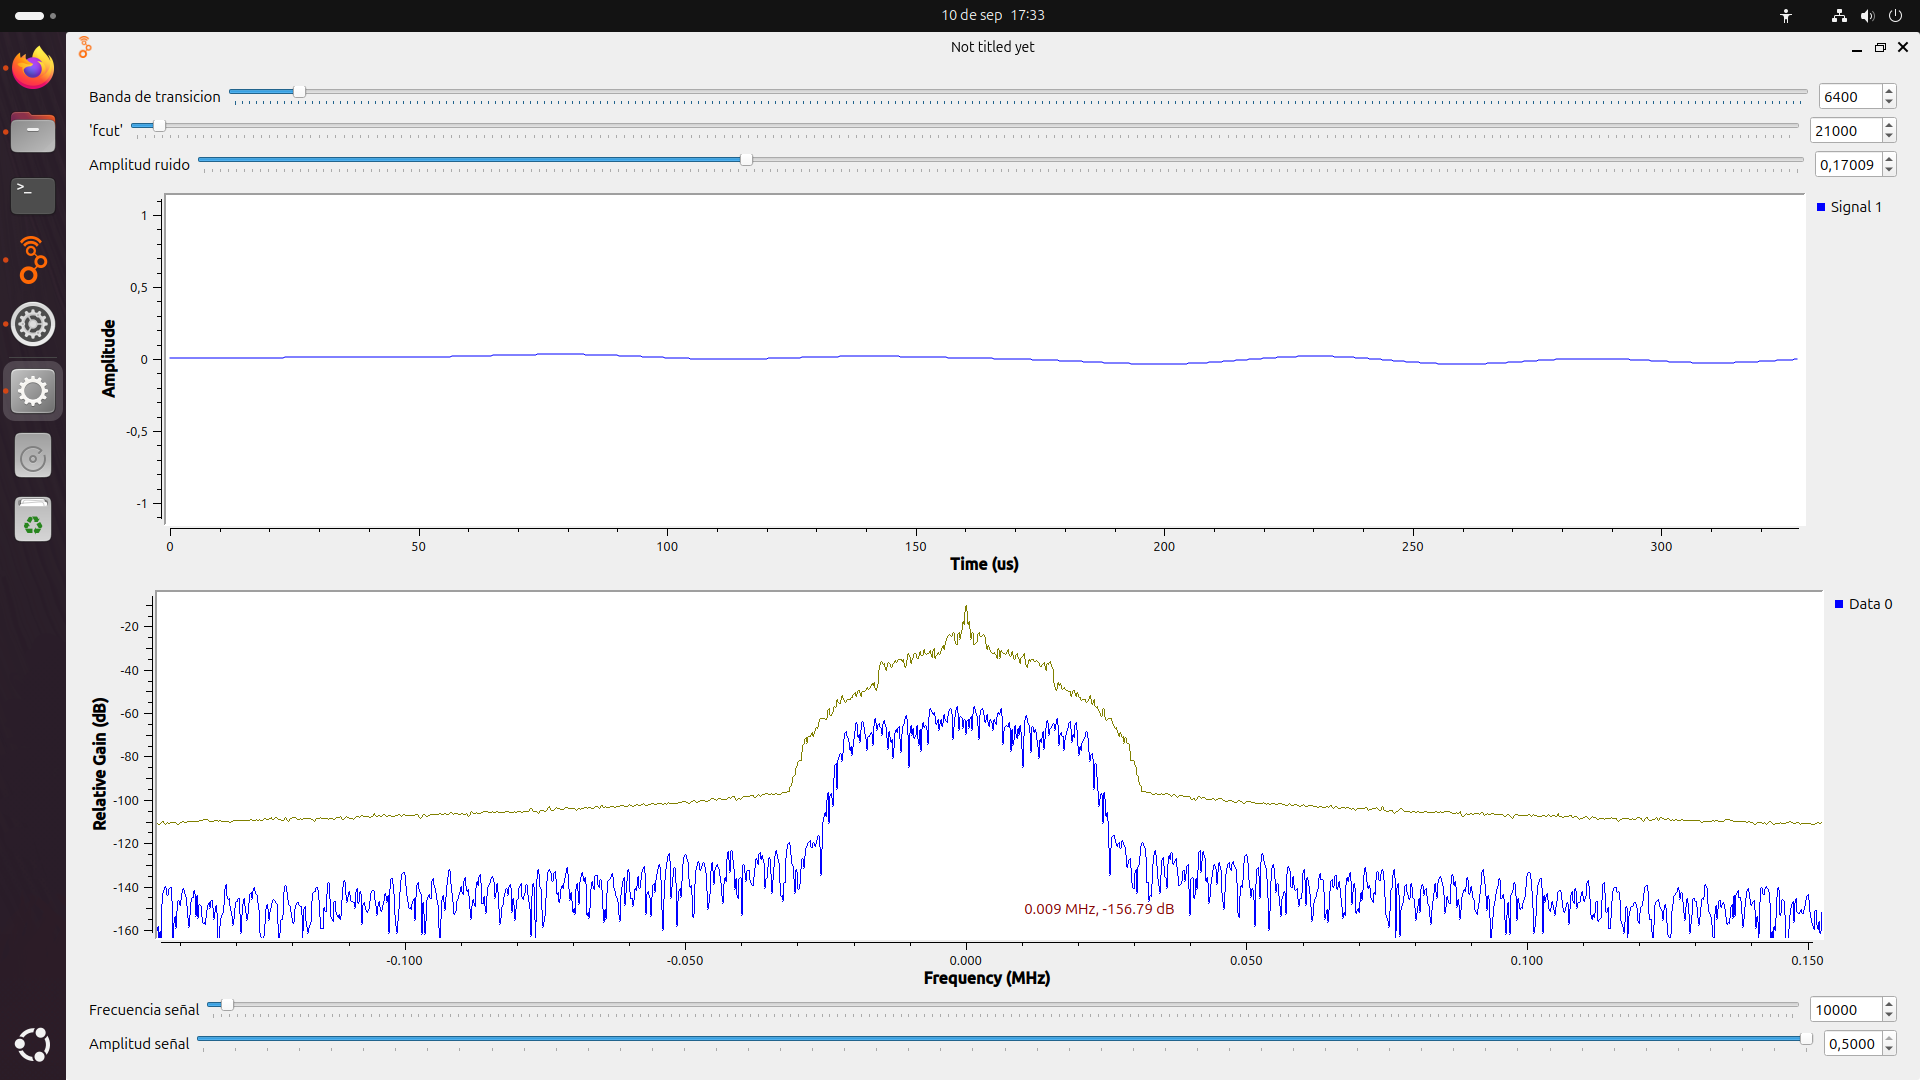 10 de sep 17:33
Not titled yet
Banda de transicion
6400
'fcut'
21000
Amplitud ruido
0,17009
1
0,5
0
-0,5
-1
Amplitude
Signal 1
0 50 100 150 200 250 300
Time (us)
-20
-40
-60
-80
-100
-120
-140
-160
Relative Gain (dB)
Data 0
0.009 MHz, -156.79 dB
-0.100 -0.050 0.000 0.050 0.100 0.150
Frequency (MHz)
Frecuencia señal
10000
Amplitud señal
0,5000